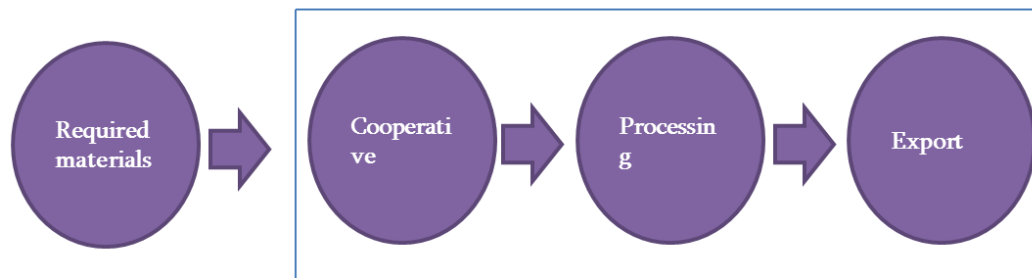 Required
materials
Cooperati
ve
Processin
g
Export